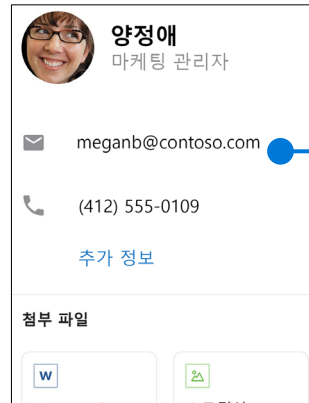 양정애
마케팅 관리자
meganb@contoso.com
(412) 555-0109
추가 정보
첨부 파일
W